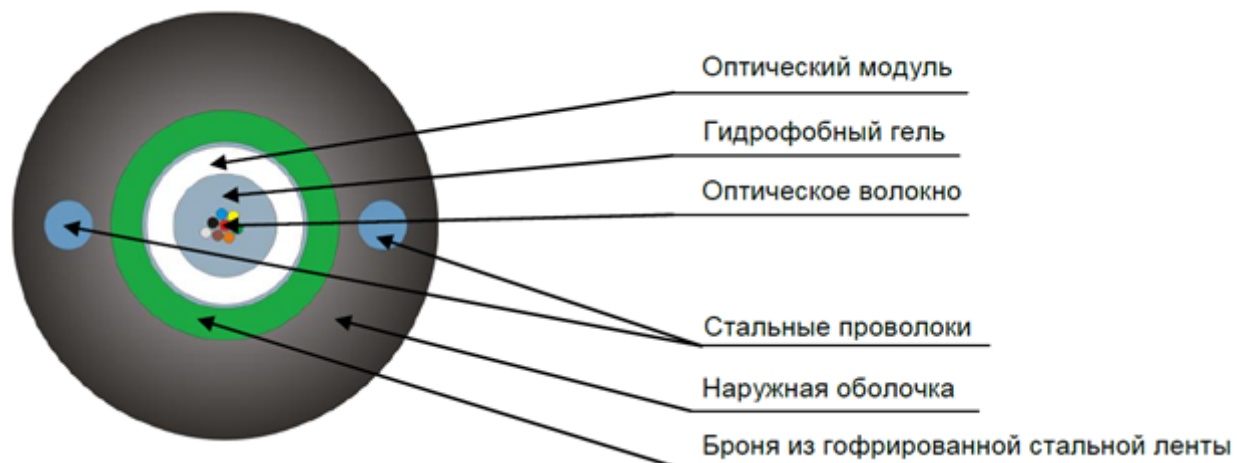 Оптический модуль
Гидрофобный гель
Оптическое волокно
Стальные проволоки
Наружная оболочка
Броня из гофрированной стальной ленты